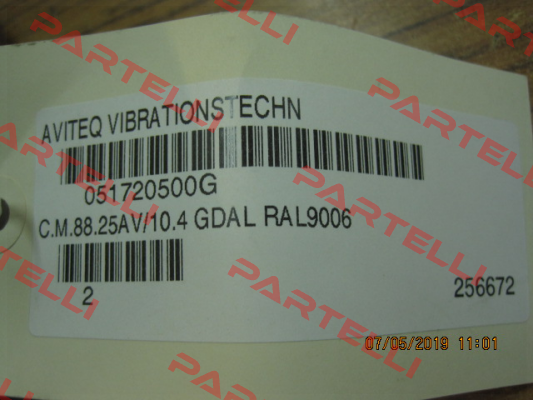 PARTELLI
PARTELLI
AVITEQ VIBRATIONSTECHN
051720500G
C.M.88.25AV/10.4 GDAL RAL9006
2
256672
PARTELLI
PARTELLI
PARTELLI
07/05/2019 11:01
PARTELLI